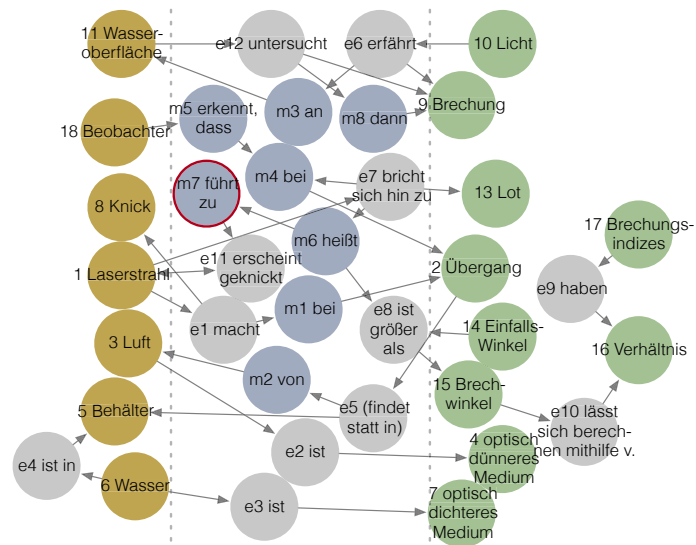 11 Wasser-
oberfläche
e12 untersucht
e6 erfährt
10 Licht
m5 erkennt,
dass
m3 an
m8 dann
9 Brechung
18 Beobachter
m7 führt
zu
m4 bei
e7 bricht
sich hin zu
13 Lot
8 Knick
m6 heißt
17 Brechungs-
indizes
1 Laserstrahl
e11 erscheint
geknickt
2 Übergang
e9 haben
e1 macht
m1 bei
e8 ist
größer
als
14 Einfalls-
Winkel
3 Luft
16 Verhältnis
m2 von
15 Brech-
winkel
5 Behälter
e5 (findet
statt in)
e10 lässt
sich berech-
nen mithilfe v.
e4 ist in
e2 ist
4 optisch
dünneres
Medium
6 Wasser
e3 ist
7 optisch
dichteres
Medium